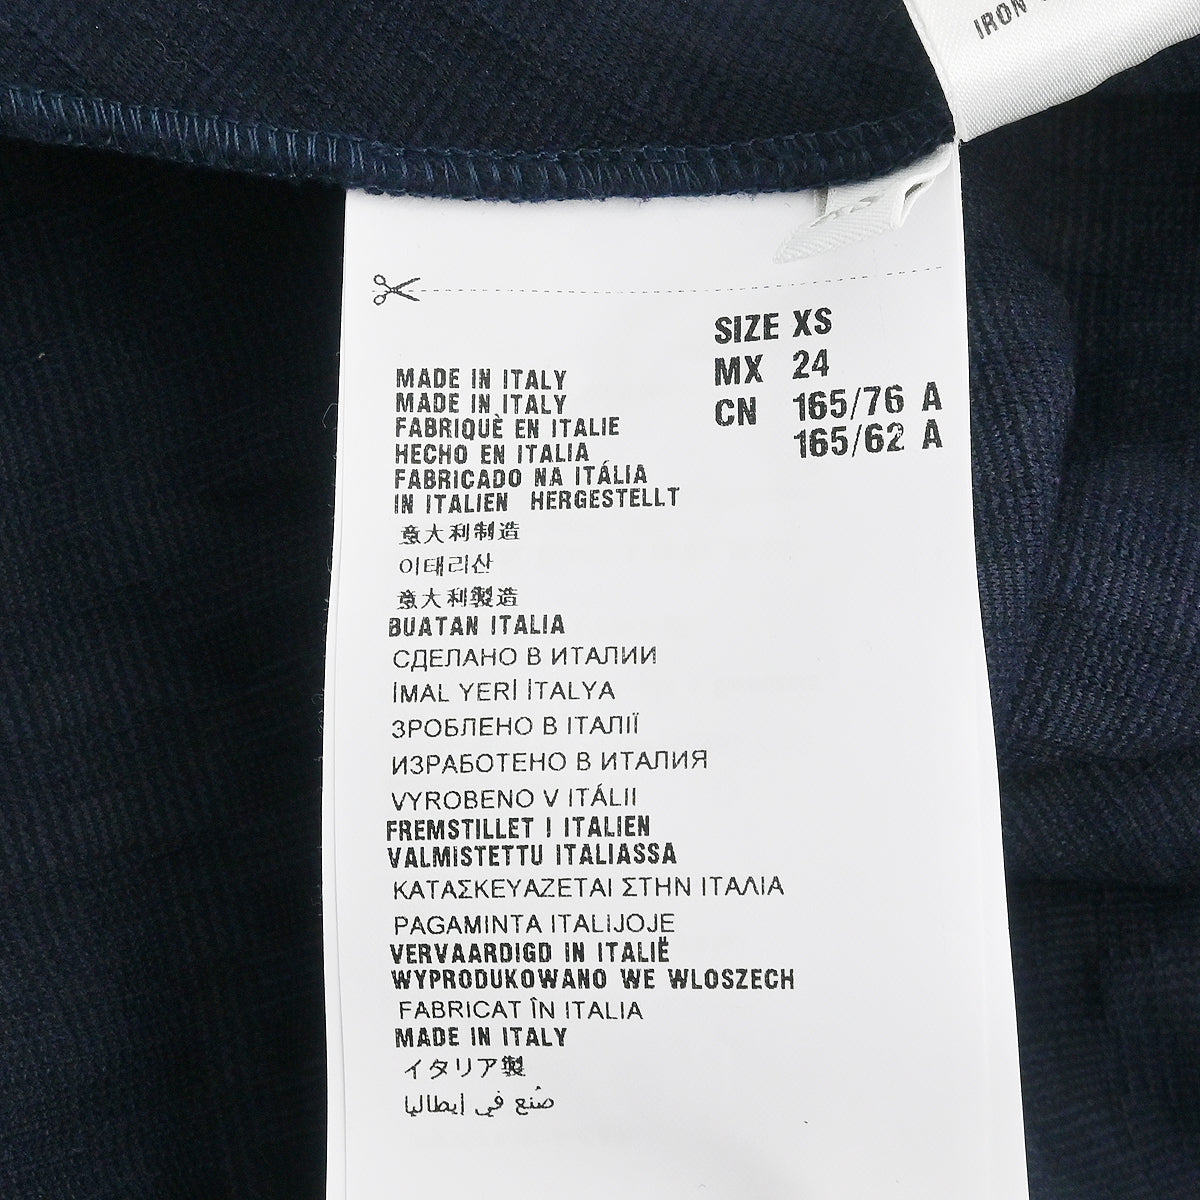 IRON
SIZE XS
MX 24
CN 165/76 A
165/62 A
MADE IN ITALY
MADE IN ITALY
FABRIQUÈ EN ITALIE
HECHO EN ITALIA
FABRICADO NA ITÁLIA
IN ITALIEN HERGESTELLT
意大利制造
이태리산
意大利製造
BUATAN ITALIA
СДЕЛАНО В ИТАЛИИ
İMAL YERİ İTALYA
ЗРОБЛЕНО В ІТАЛІЇ
ИЗРАБОТЕНО В ИТАЛИЯ
VYROBENO V ITÁLII
FREMSTILLET I ITALIEN
VALMISTETTU ITALIASSA
ΚΑΤΑΣΚΕΥΑΖΕΤΑΙ ΣΤΗΝ ΙΤΑΛΙΑ
PAGAMINTA ITALIJOJE
VERVAARDIGD IN ITALIË
WYPRODUKOWANO WE WLOSZECH
FABRICAT ÎN ITALIA
MADE IN ITALY
イタリア製
صُنع في إيطاليا